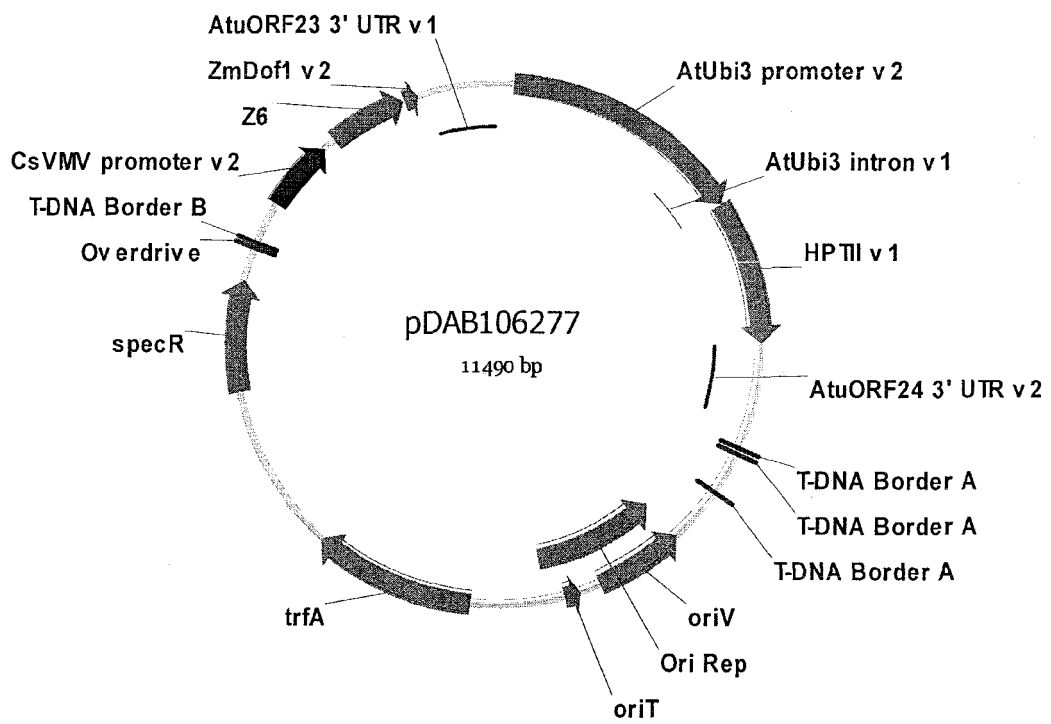 AtuORF23 3' UTR v1
ZmDof1 v2
Z6
CsVMV promoter v2
T-DNA Border B
Overdrive
specR
trfA
AtUbi3 promoter v2
AtUbi3 intron v1
HPTII v1
AtuORF24 3' UTR v2
T-DNA Border A
T-DNA Border A
T-DNA Border A
oriV
Ori Rep
oriT
pDAB106277
11490 bp